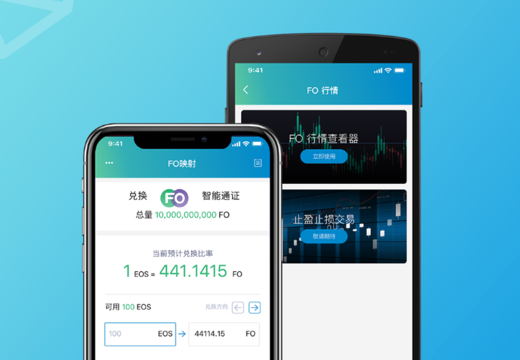 9:41
FO 行情
FO 行情查看器
立即使用
止盈止损交易
敬请期待
9:41
FO映射
兑换 FO 智能通证
总量 10,000,000,000 FO
当前预计兑换比率
1 EOS = 441.1415 FO
可用 100 EOS
兑换方向
100 EOS
44114.15 FO